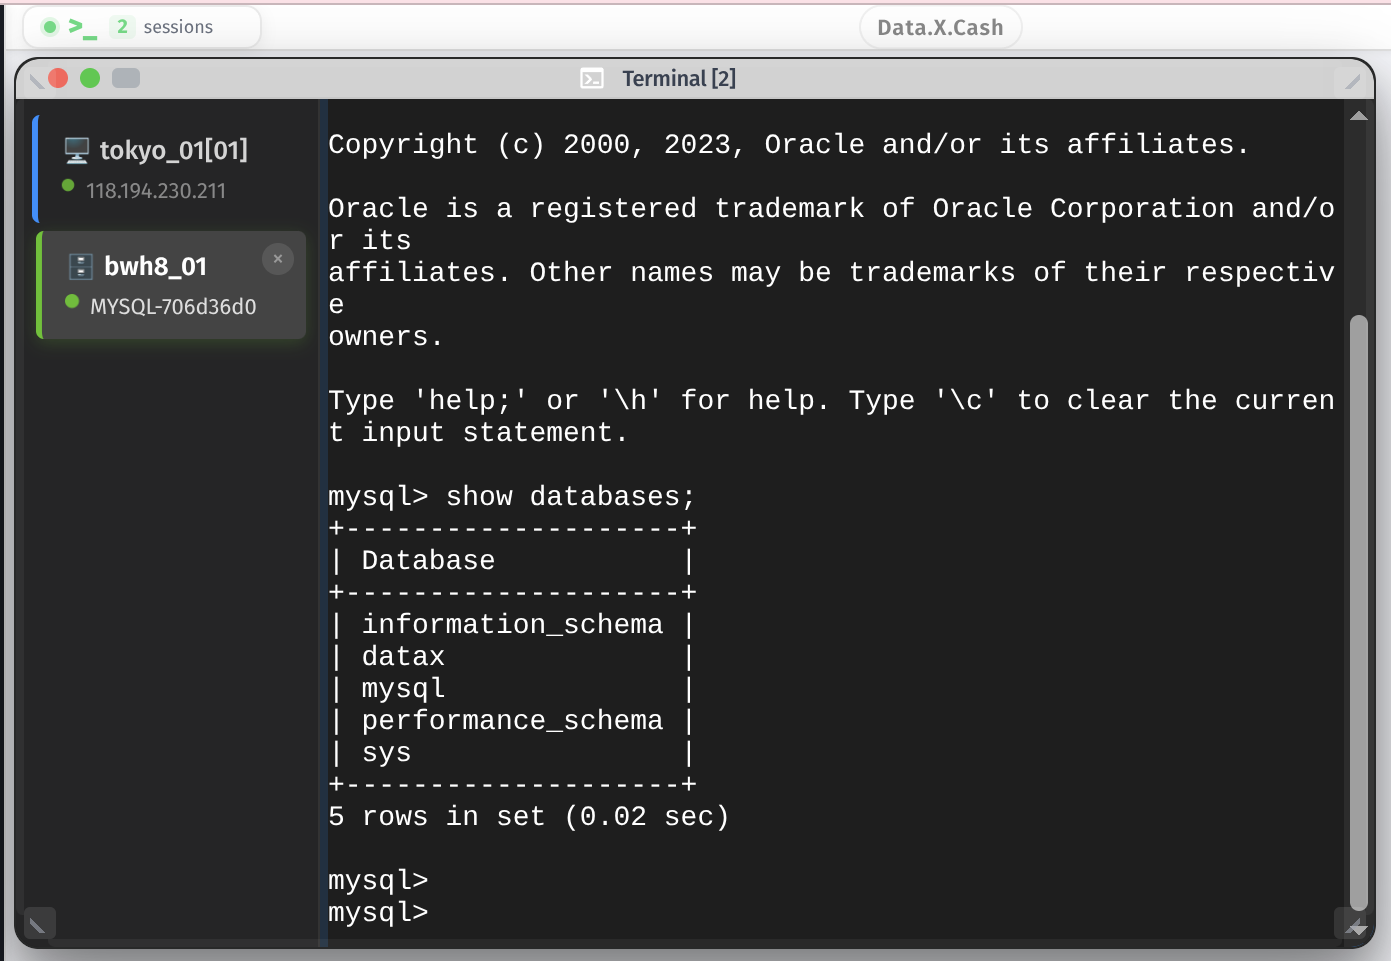 >_ 2 sessions
Data.X.Cash
Terminal [2]
tokyo_01[01]
118.194.230.211
bwh8_01
×
MYSQL-706d36d0
Copyright (c) 2000, 2023, Oracle and/or its affiliates.
Oracle is a registered trademark of Oracle Corporation and/o
r its
affiliates. Other names may be trademarks of their respectiv
e
owners.
Type 'help;' or '\h' for help. Type '\c' to clear the curren
t input statement.
mysql> show databases;
+--------------------+
| Database           |
+--------------------+
| information_schema |
| datax              |
| mysql              |
| performance_schema |
| sys                |
+--------------------+
5 rows in set (0.02 sec)
mysql>
mysql>